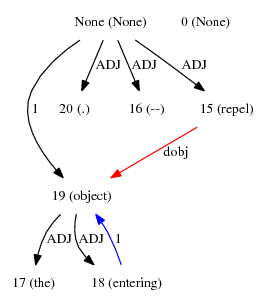 None (None) 0 (None)
ADJ ADJ ADJ
1 20 (.) 16 (--) 15 (repel)
dobj
19 (object)
ADJ ADJ 1
17 (the) 18 (entering)